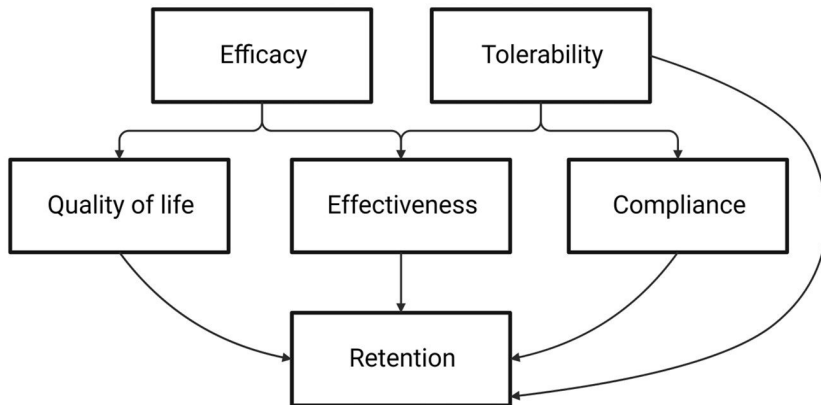 Efficacy
Tolerability
Quality of life
Effectiveness
Compliance
Retention